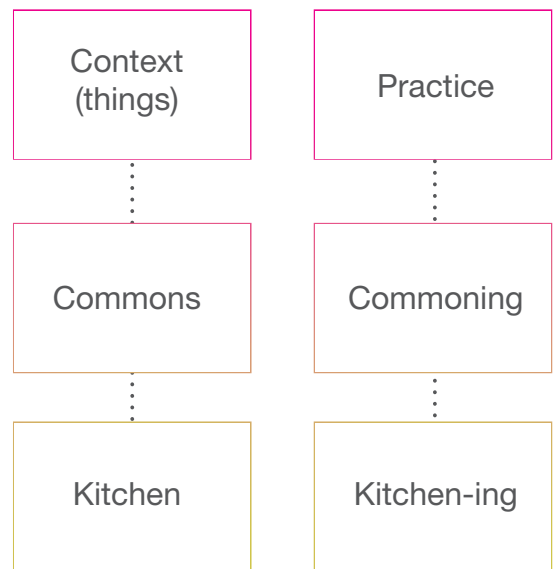 Context
(things)
Practice
Commons
Commoning
Kitchen
Kitchen-ing